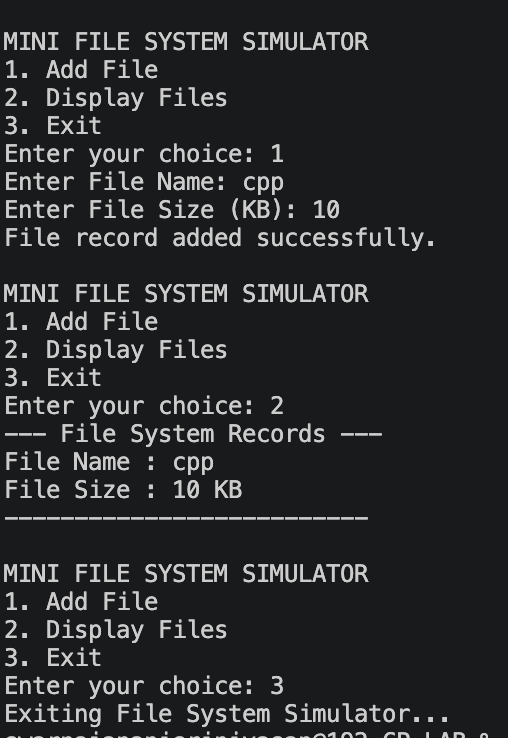 MINI FILE SYSTEM SIMULATOR
1. Add File
2. Display Files
3. Exit
Enter your choice: 1
Enter File Name: cpp
Enter File Size (KB): 10
File record added successfully.
MINI FILE SYSTEM SIMULATOR
1. Add File
2. Display Files
3. Exit
Enter your choice: 2
--- File System Records ---
File Name : cpp
File Size : 10 KB
--------------------------
MINI FILE SYSTEM SIMULATOR
1. Add File
2. Display Files
3. Exit
Enter your choice: 3
Exiting File System Simulator...